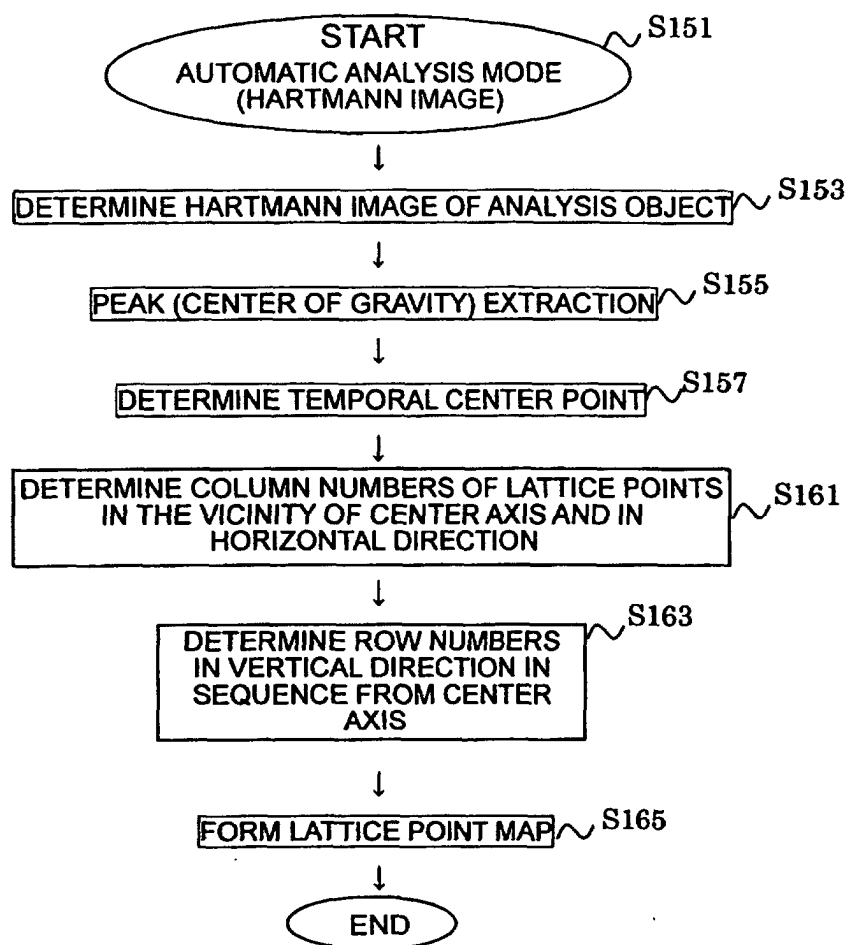 START
S151
AUTOMATIC ANALYSIS MODE
(HARTMANN IMAGE)
↓
DETERMINE HARTMANN IMAGE OF ANALYSIS OBJECT
S153
↓
PEAK (CENTER OF GRAVITY) EXTRACTION
S155
↓
DETERMINE TEMPORAL CENTER POINT
S157
↓
DETERMINE COLUMN NUMBERS OF LATTICE POINTS
IN THE VICINITY OF CENTER AXIS AND IN
HORIZONTAL DIRECTION
S161
↓
DETERMINE ROW NUMBERS
IN VERTICAL DIRECTION IN
SEQUENCE FROM CENTER
AXIS
S163
↓
FORM LATTICE POINT MAP
S165
↓
END